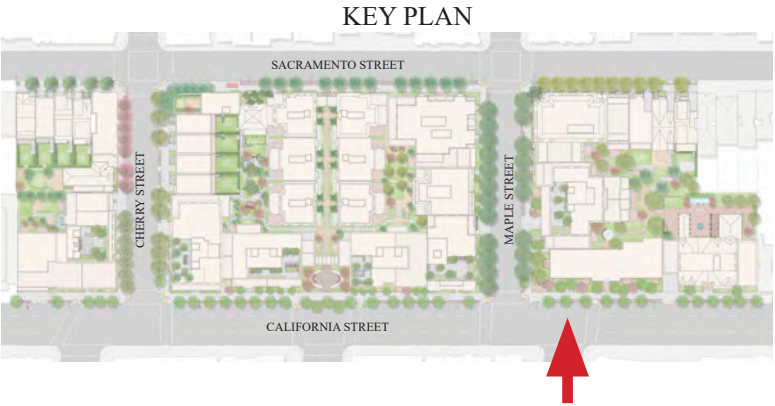 KEY PLAN
SACRAMENTO STREET
CHERRY STREET
MAPLE STREET
CALIFORNIA STREET